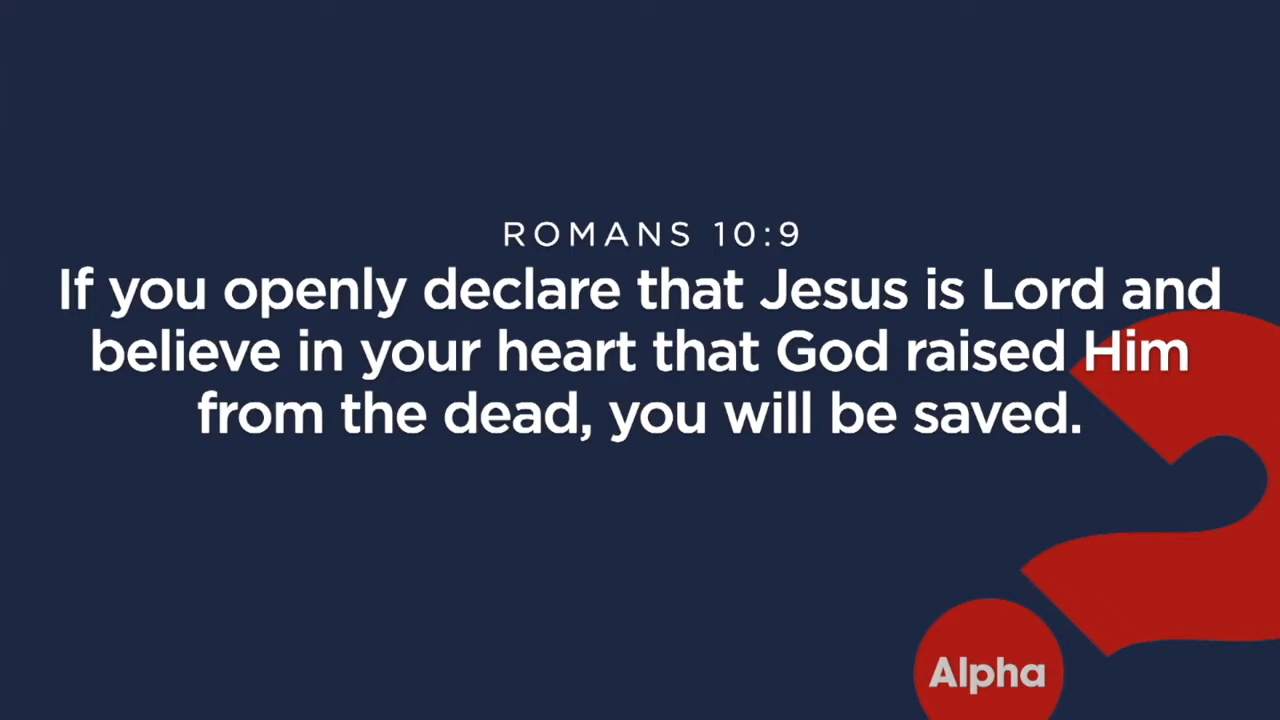 ROMANS 10:9
If you openly declare that Jesus is Lord and
believe in your heart that God raised Him
from the dead, you will be saved.
Alpha